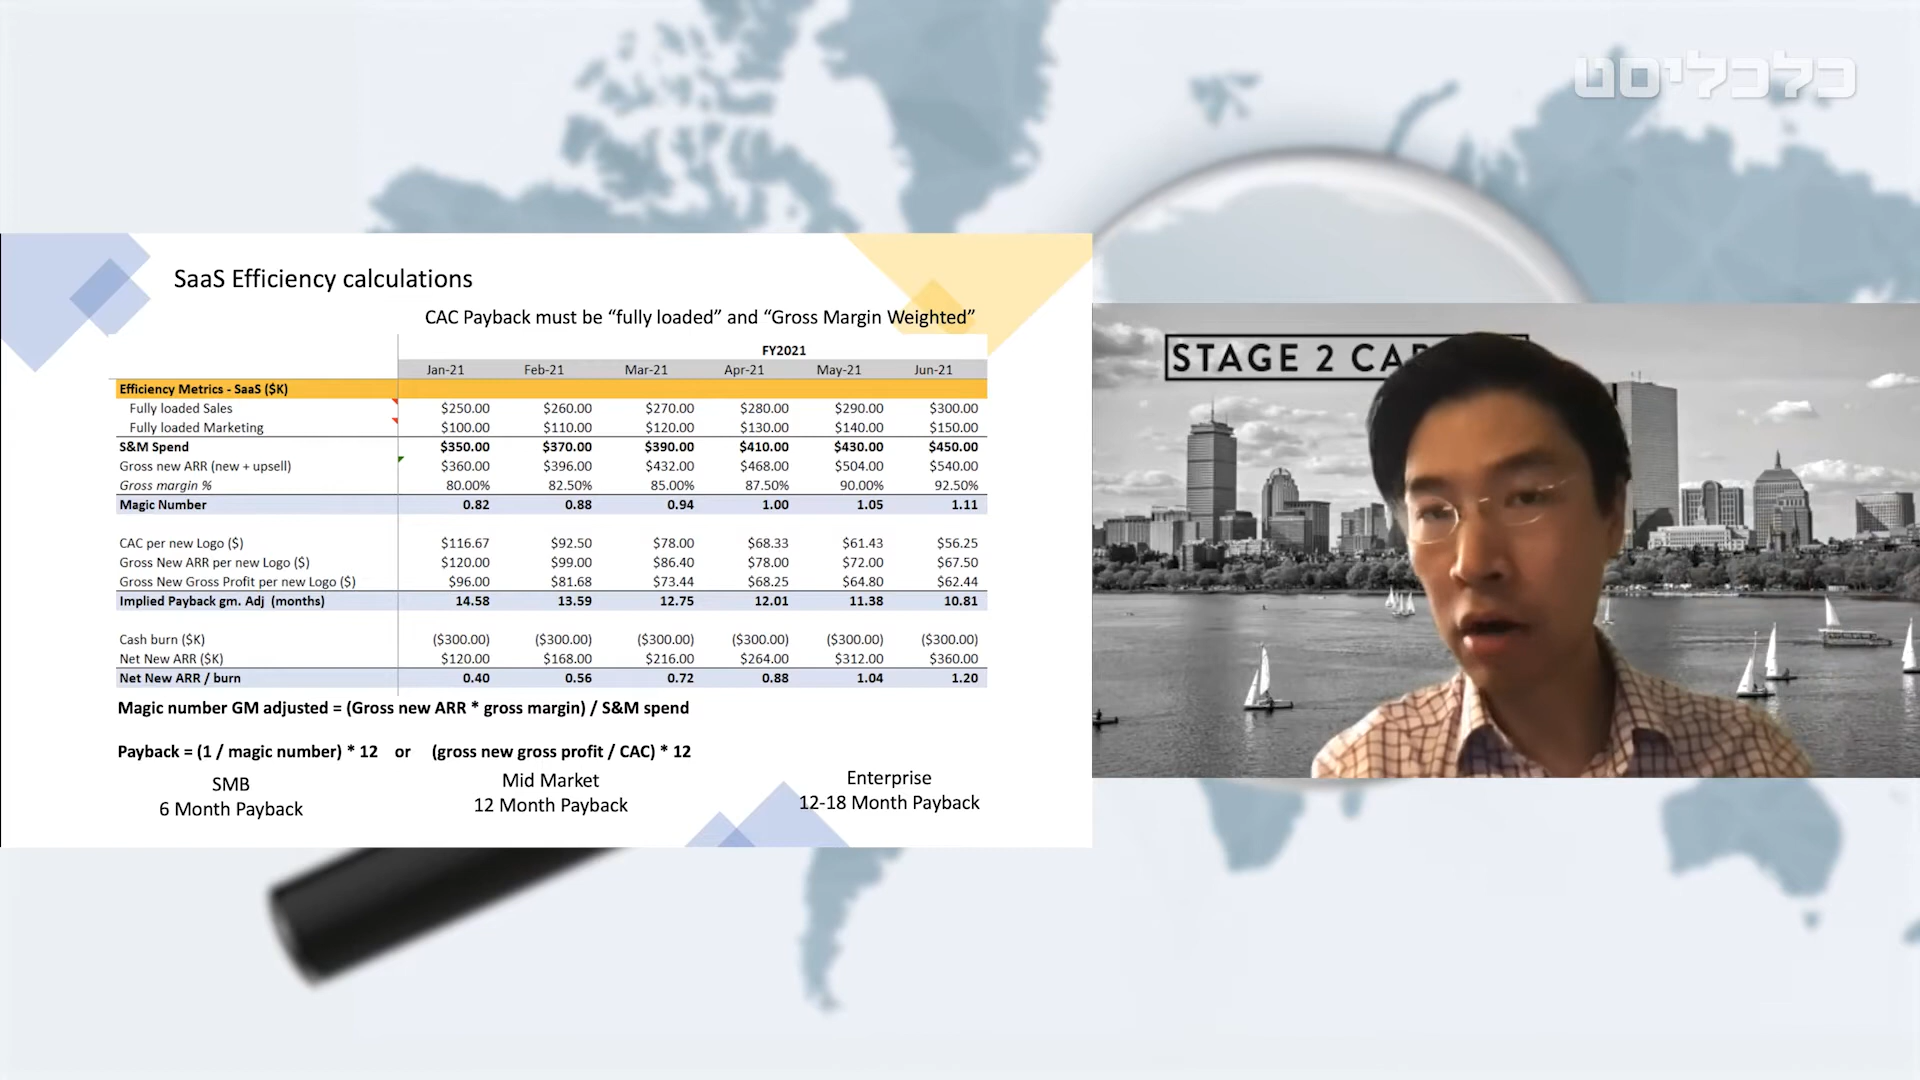 כלכליסט
SaaS Efficiency calculations
CAC Payback must be “fully loaded” and “Gross Margin Weighted”
FY2021
Jan-21 Feb-21 Mar-21 Apr-21 May-21 Jun-21
Efficiency Metrics - SaaS ($K)
Fully loaded Sales $250.00 $260.00 $270.00 $280.00 $290.00 $300.00
Fully loaded Marketing $100.00 $110.00 $120.00 $130.00 $140.00 $150.00
S&M Spend $350.00 $370.00 $390.00 $410.00 $430.00 $450.00
Gross new ARR (new + upsell) $360.00 $396.00 $432.00 $468.00 $504.00 $540.00
Gross margin % 80.00% 82.50% 85.00% 87.50% 90.00% 92.50%
Magic Number 0.82 0.88 0.94 1.00 1.05 1.11
CAC per new Logo ($) $116.67 $92.50 $78.00 $68.33 $61.43 $56.25
Gross New ARR per new Logo ($) $120.00 $99.00 $86.40 $78.00 $72.00 $67.50
Gross New Gross Profit per new Logo ($) $96.00 $81.68 $73.44 $68.25 $64.80 $62.44
Implied Payback gm. Adj (months) 14.58 13.59 12.75 12.01 11.38 10.81
Cash burn ($K) ($300.00) ($300.00) ($300.00) ($300.00) ($300.00) ($300.00)
Net New ARR ($K) $120.00 $168.00 $216.00 $264.00 $312.00 $360.00
Net New ARR / burn 0.40 0.56 0.72 0.88 1.04 1.20
Magic number GM adjusted = (Gross new ARR * gross margin) / S&M spend
Payback = (1 / magic number) * 12 or (gross new gross profit / CAC) * 12
SMB
6 Month Payback
Mid Market
12 Month Payback
Enterprise
12-18 Month Payback
STAGE 2